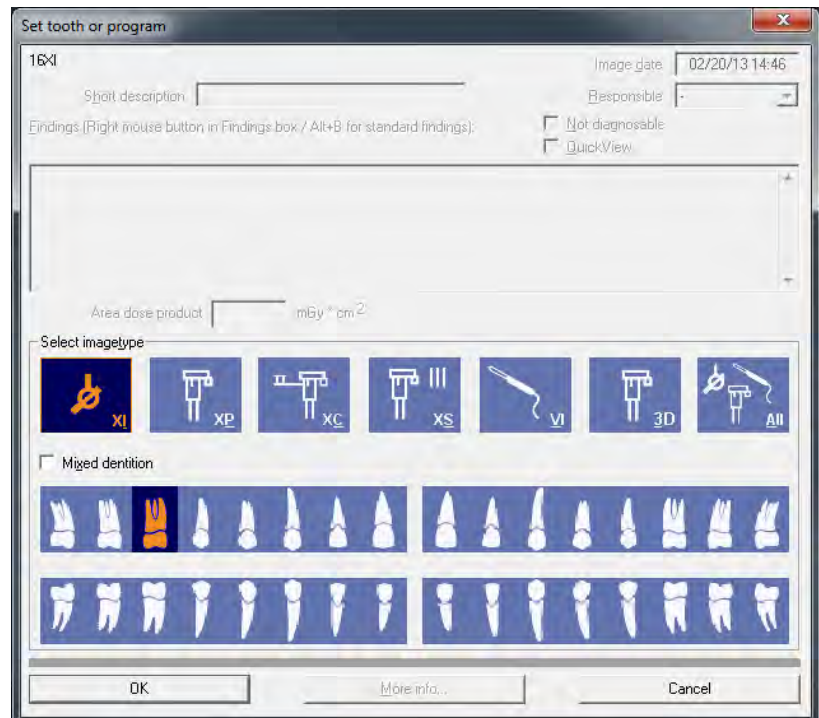 Set tooth or program
16XI
Image date 02/20/13 14:46
Short description
Responsible -
Findings (Right mouse button in Findings box / Alt+B for standard findings):
Not diagnosable
QuickView
Area dose product mGy * cm 2
Select imagetype
XI XP XC XS VI 3D All
Mixed dentition
OK More info... Cancel